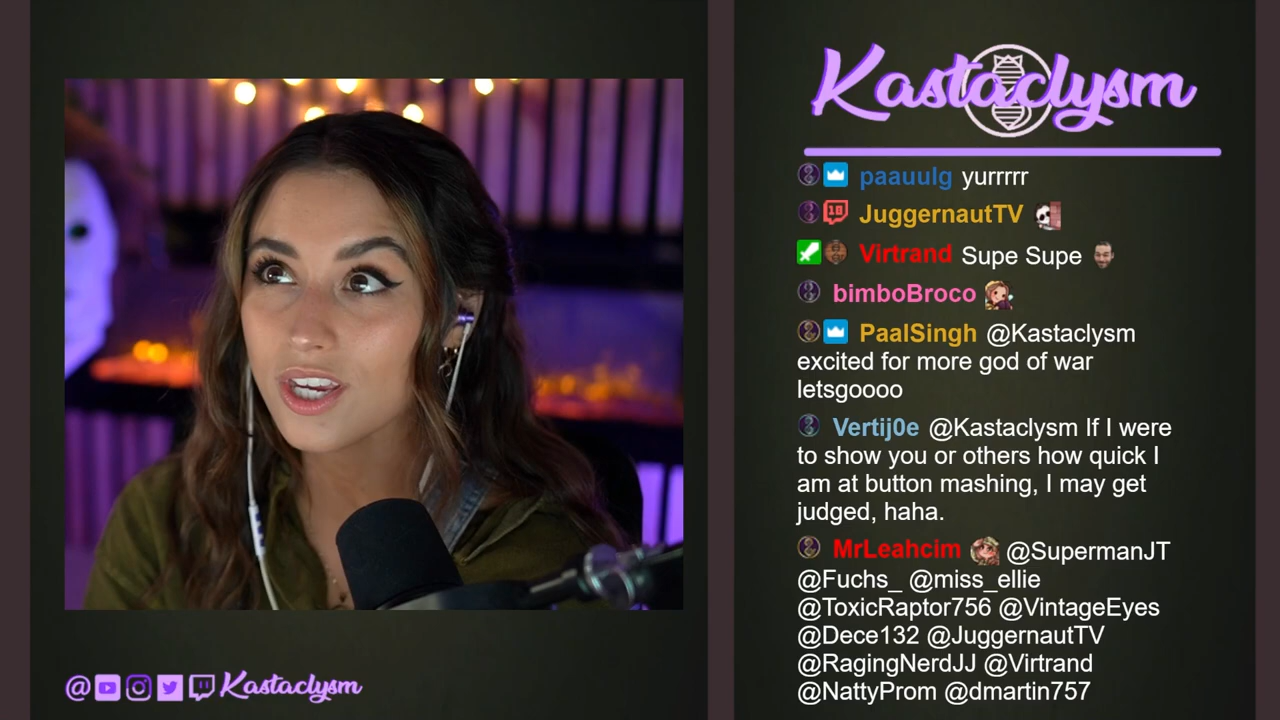 Kastaclysm
paauulg yurrrrr
10 JuggernautTV
Virtrand Supe Supe
bimboBroco
PaalSingh @Kastaclysm
excited for more god of war
letsgoooo
Vertij0e @Kastaclysm If I were
to show you or others how quick I
am at button mashing, I may get
judged, haha.
MrLeahcim @SupermanJT
@Fuchs_ @miss_ellie
@ToxicRaptor756 @VintageEyes
@Dece132 @JuggernautTV
@RagingNerdJJ @Virtrand
@NattyProm @dmartin757
@ Kastaclysm